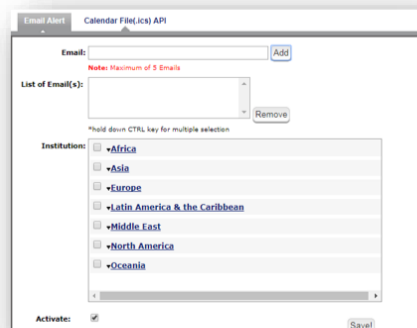 Email Alert Calendar File(.ics) API
Email: Add
Note: Maximum of 5 Emails
List of Email(s):
Remove
*hold down CTRL key for multiple selection
Institution: ▾Africa
▾Asia
▾Europe
▾Latin America & the Caribbean
▾Middle East
▾North America
▾Oceania
Activate:
Save!